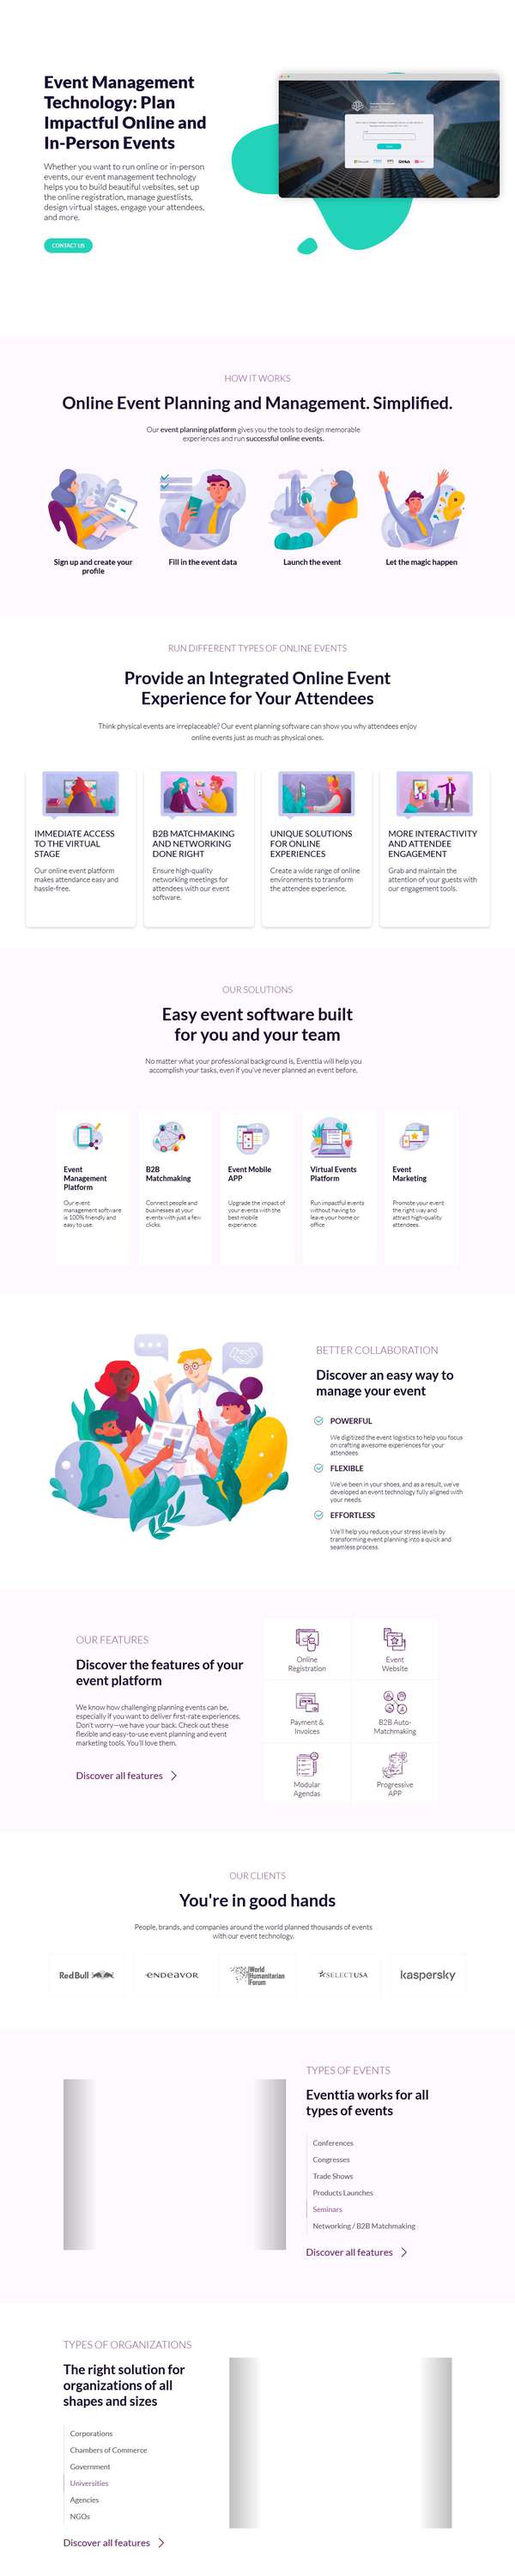 Event Management
Technology: Plan
Impactful Online and
In-Person Events
Whether you want to run online or in-person
events, our event management technology
helps you to build beautiful websites, set up
the online registration, manage guestlists,
design virtual stages, engage your attendees,
and more.
CONTACT US
HOW IT WORKS
Online Event Planning and Management. Simplified.
Our event planning platform gives you the tools to design memorable
experiences and run successful online events.
Sign up and create your
profile
Fill in the event data
Launch the event
Let the magic happen
RUN DIFFERENT TYPES OF ONLINE EVENTS
Provide an Integrated Online Event
Experience for Your Attendees
Think physical events are irreplaceable? Our event planning software can show you why attendees enjoy
online events just as much as physical ones.
IMMEDIATE ACCESS
TO THE VIRTUAL
STAGE
Our online event platform
makes attendance easy and
hassle-free.
B2B MATCHMAKING
AND NETWORKING
DONE RIGHT
Ensure high-quality
networking meetings for
attendees with our event
software.
UNIQUE SOLUTIONS
FOR ONLINE
EXPERIENCES
Create a wide range of online
environments to transform
the attendee experience.
MORE INTERACTIVITY
AND ATTENDEE
ENGAGEMENT
Grab and maintain the
attention of your guests with
our engagement tools.
OUR SOLUTIONS
Easy event software built
for you and your team
No matter what your professional background is, Eventtia will help you
accomplish your tasks, even if you've never planned an event before.
Event
Management
Platform
Our event
management software
is 100% friendly and
easy to use.
B2B
Matchmaking
Connect people and
businesses at your
events with just a few
clicks.
Event Mobile
APP
Upgrade the impact of
your events with the
best mobile
experience.
Virtual Events
Platform
Run impactful events
without having to
leave your home or
office
Event
Marketing
Promote your event
the right way and
attract high-quality
attendees.
BETTER COLLABORATION
Discover an easy way to
manage your event
POWERFUL
We digitized the event logistics to help you focus
on crafting awesome experiences for your
attendees.
FLEXIBLE
We've been in your shoes, and as a result, we've
developed an event technology fully aligned with
your needs.
EFFORTLESS
We'll help you reduce your stress levels by
transforming event planning into a quick and
seamless process.
OUR FEATURES
Discover the features of your
event platform
We know how challenging planning events can be,
especially if you want to deliver first-rate experiences.
Don't worry—we have your back. Check out these
flexible and easy-to-use event planning and event
marketing tools. You'll love them.
Discover all features
Online
Registration
Event
Website
Payment &
Invoices
B2B Auto-
Matchmaking
Modular
Agendas
Progressive
APP
OUR CLIENTS
You're in good hands
People, brands, and companies around the world planned thousands of events
with our event technology.
Red Bull
ENDEAVOR
World
Humanitarian
Forum
SELECTUSA
kaspersky
TYPES OF EVENTS
Eventtia works for all
types of events
Conferences
Congresses
Trade Shows
Products Launches
Seminars
Networking / B2B Matchmaking
Discover all features
TYPES OF ORGANIZATIONS
The right solution for
organizations of all
shapes and sizes
Corporations
Chambers of Commerce
Government
Universities
Agencies
NGOs
Discover all features